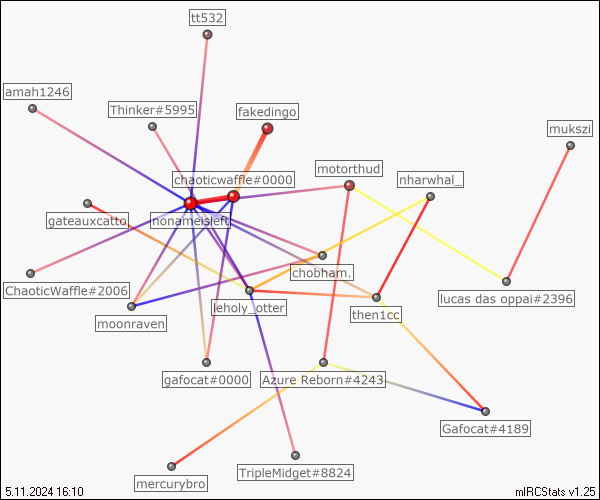 tt532
amah1246
Thinker#5995
fakedingo
mukszi
motorthud
nharwhal_
chaoticwaffle#0000
gateauxcatto
nonameisleft
chobham.
ChaoticWaffle#2006
lucas das oppai#2396
leholy_otter
then1cc
moonraven
gafocat#0000
Azure Reborn#4243
Gafocat#4189
TripleMidget#8824
mercurybro
5.11.2024 16:10
mIRCStats v1.25